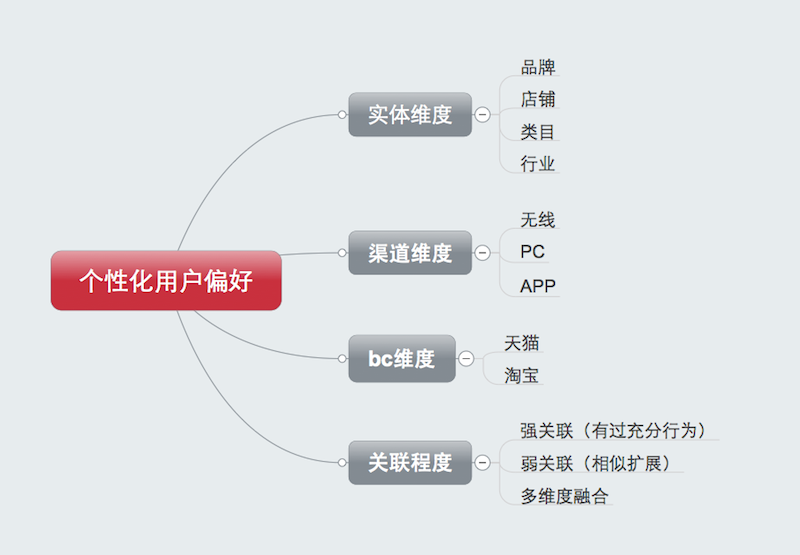 个性化用户偏好
实体维度
品牌
店铺
类目
行业
渠道维度
无线
PC
APP
bc维度
天猫
淘宝
关联程度
强关联（有过充分行为）
弱关联（相似扩展）
多维度融合